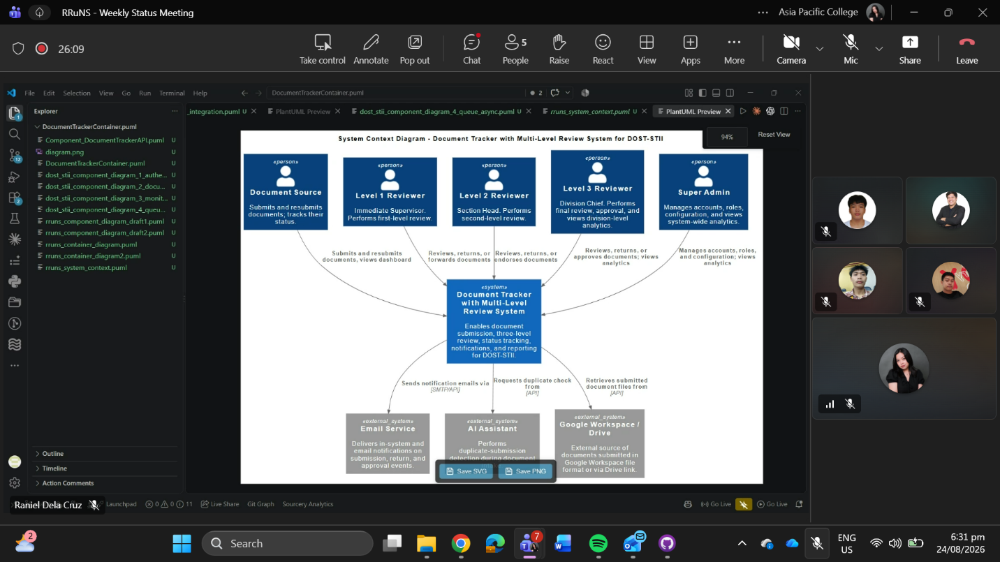 RRuNS - Weekly Status Meeting
Asia Pacific College
26:09
Take control
Annotate
Pop out
Chat
5
People
Raise
React
View
Apps
More
Camera
Mic
Share
Leave
File Edit Selection View Go Run Terminal Help
DocumentTrackerContainer.puml
2
Explorer
_integration.puml U
PlantUML Preview
dost_stii_component_diagram_4_queue_async.puml U
rruns_system_context.puml U
PlantUML Preview
DocumentTrackerContainer.puml
Component_DocumentTrackerAPI.puml U
diagram.png U
DocumentTrackerContainer.puml U
dost_stii_component_diagram_1_authe... U
dost_stii_component_diagram_2_docu... U
dost_stii_component_diagram_3_monit... U
dost_stii_component_diagram_4_queu... U
rruns_component_diagram_draft1.puml U
rruns_component_diagram_draft2.puml U
rruns_container_diagram.puml U
rruns_container_diagram2.puml U
rruns_system_context.puml U
1
12
2
Outline
Timeline
Action Comments
94%
Reset View
System Context Diagram - Document Tracker with Multi-Level Review System for DOST-STII
«person»
Document Source
Submits and resubmits
documents; tracks their
status.
«person»
Level 1 Reviewer
Immediate Supervisor.
Performs first-level review.
«person»
Level 2 Reviewer
Section Head. Performs
second-level review.
«person»
Level 3 Reviewer
Division Chief. Performs
final review, approval, and
views division-level
analytics.
«person»
Super Admin
Manages accounts, roles,
configuration, and views
system-wide analytics.
Submits and resubmits
documents, views dashboard
Reviews, returns, or
forwards documents
Reviews, returns, or
endorses documents
Reviews, returns, or
approves documents; views
analytics
Manages accounts, roles,
and configuration; views
analytics
«system»
Document Tracker
with Multi-Level
Review System
Enables document
submission, three-level
review, status tracking,
notifications, and reporting
for DOST-STII.
Sends notification emails via
[SMTP/API]
Requests duplicate check
from
[API]
Retrieves submitted
document files from
[API]
«external_system»
Email Service
Delivers in-system and
email notifications on
submission, return, and
approval events.
«external_system»
AI Assistant
Performs
duplicate-submission
detection during document
«external_system»
Google Workspace /
Drive
External source of
documents submitted in
Google Workspace file
format or via Drive link.
Save SVG
Save PNG
Raniel Dela Cruz
Launchpad
0 0 11
Live Share
Git Graph
Sourcery Analytics
Go Live
Go Live
2
Search
7
ENG
US
6:31 pm
24/08/2026